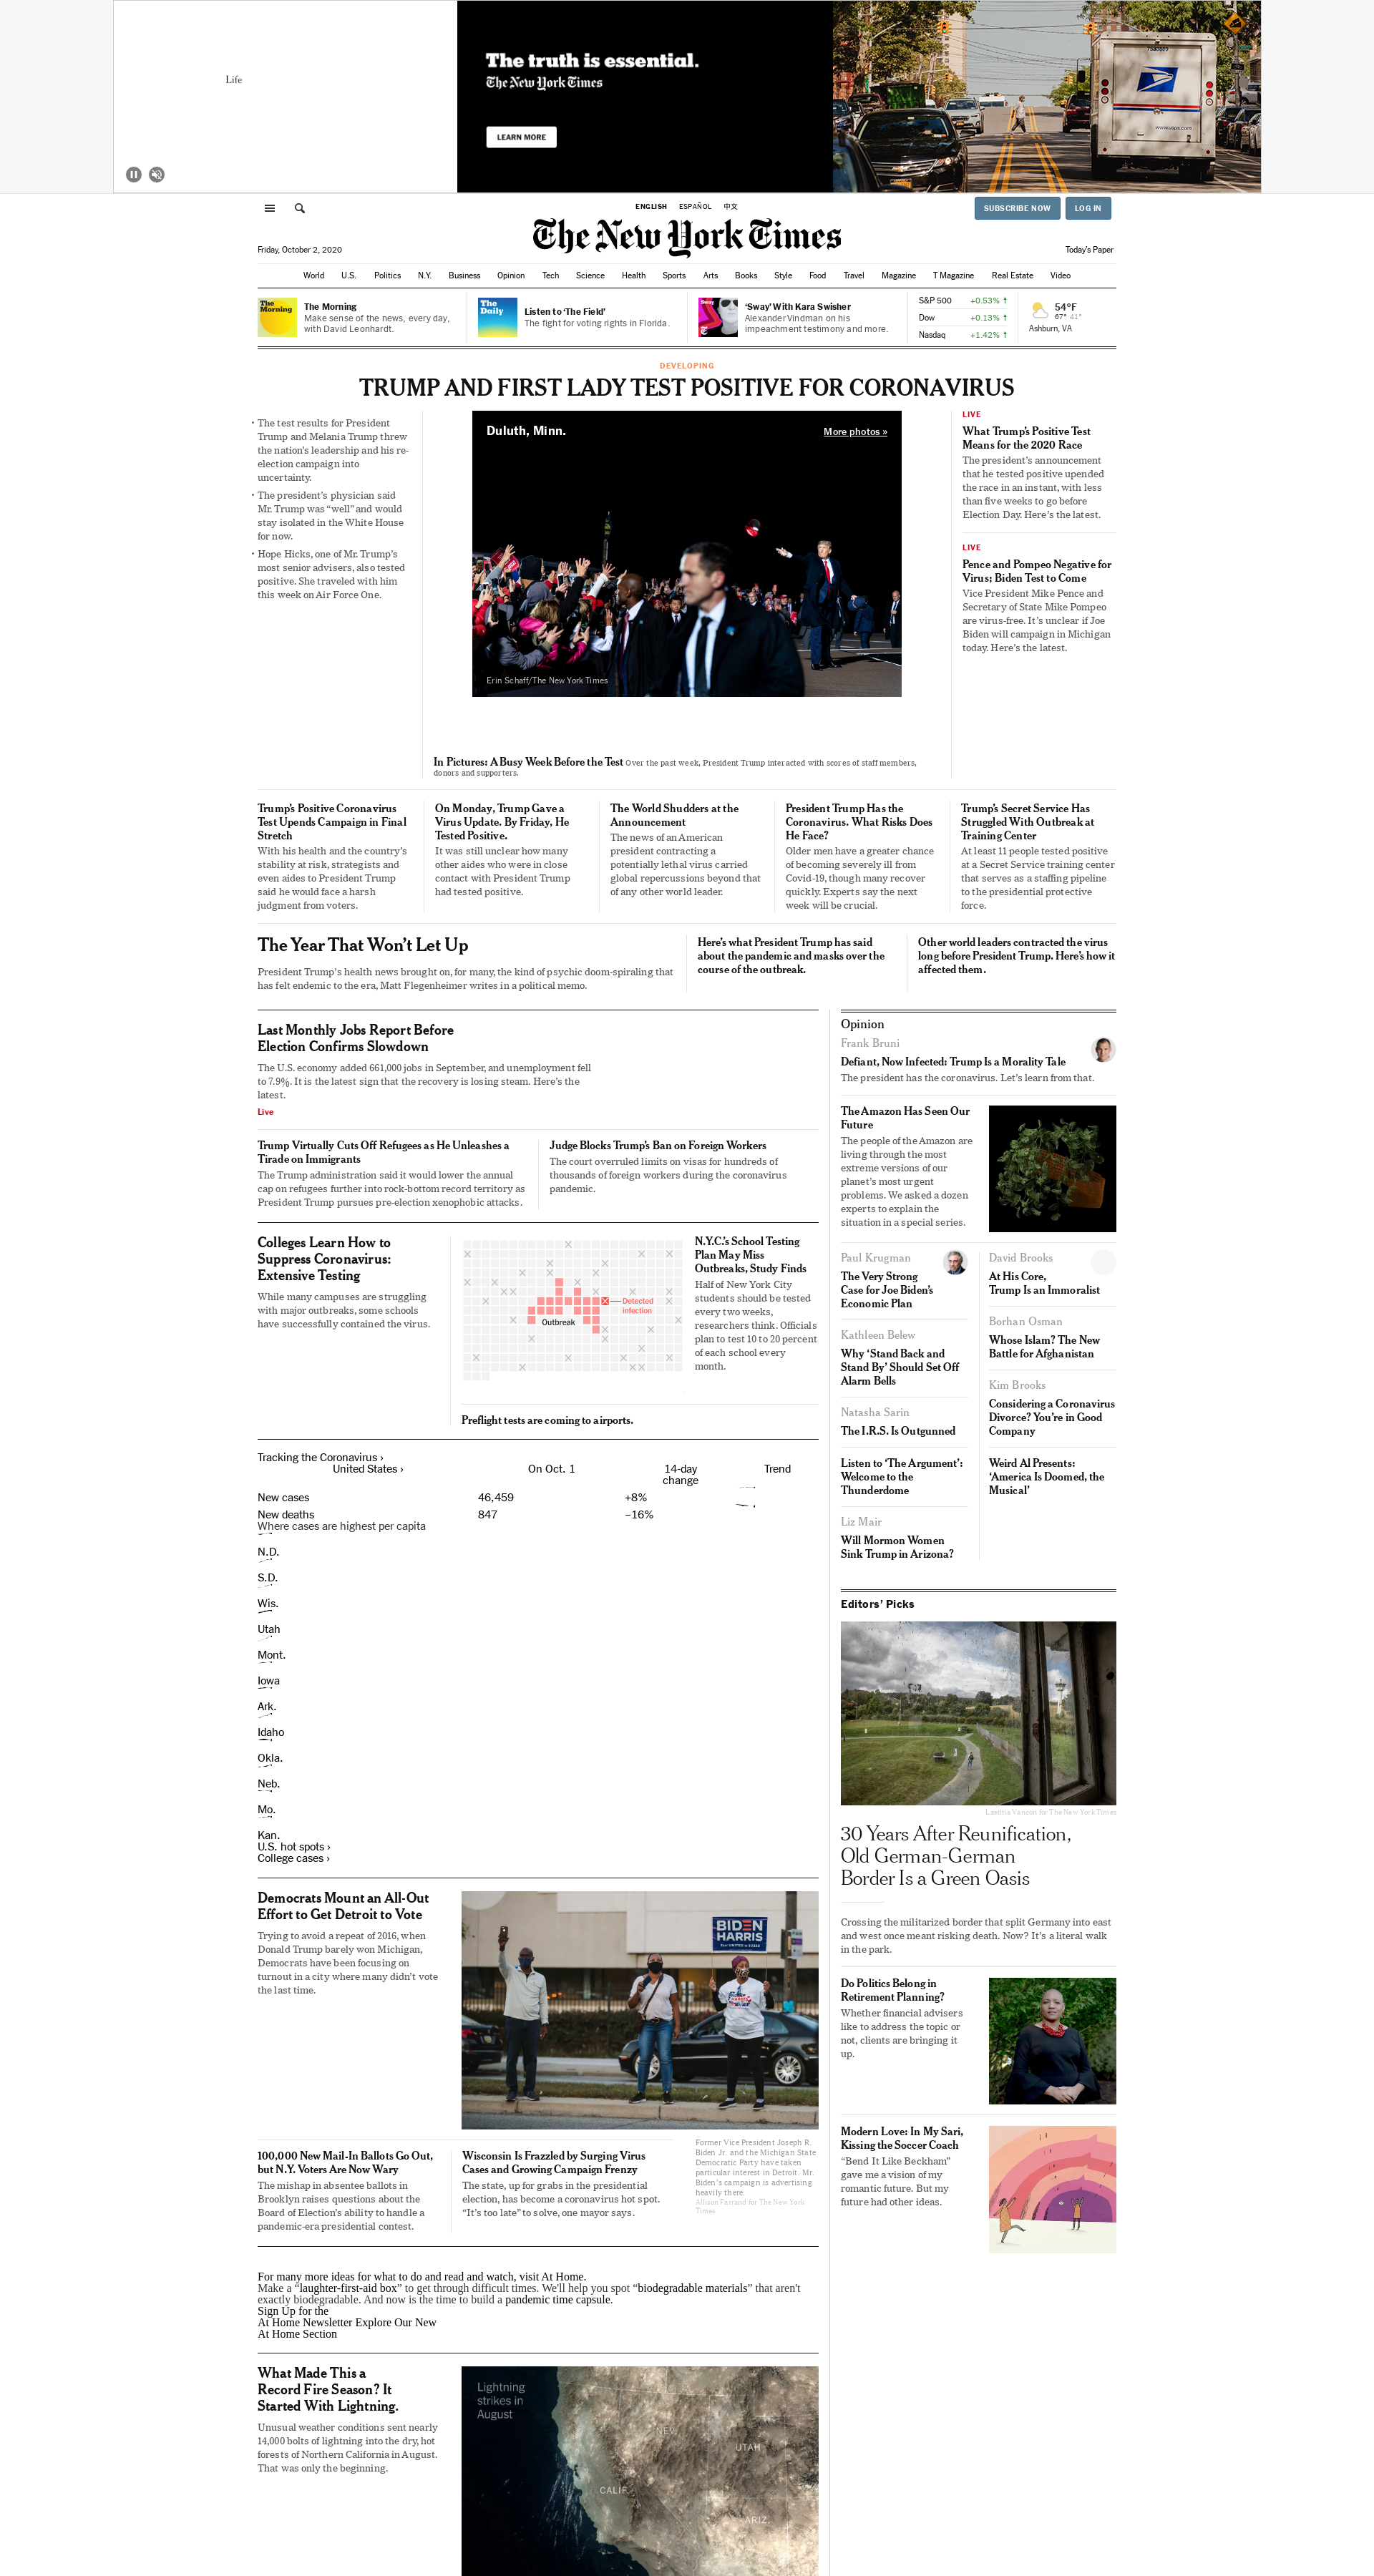 Life
The truth is essential.
The New York Times
LEARN MORE
www.usps.com
ENGLISH ESPAÑOL 中文
SUBSCRIBE NOW LOG IN
The New York Times
Friday, October 2, 2020
Today's Paper
World U.S. Politics N.Y. Business Opinion Tech Science Health Sports Arts Books Style Food Travel Magazine T Magazine Real Estate Video
The Morning
The Morning
Make sense of the news, every day,
with David Leonhardt.
The Daily
Listen to ‘The Field’
The fight for voting rights in Florida.
Sway
‘Sway’ With Kara Swisher
Alexander Vindman on his
impeachment testimony and more.
S&P 500 +0.53% ↑
Dow +0.13% ↑
Nasdaq +1.42% ↑
54°F
67° 41°
Ashburn, VA
DEVELOPING
TRUMP AND FIRST LADY TEST POSITIVE FOR CORONAVIRUS
• The test results for President
Trump and Melania Trump threw
the nation’s leadership and his re-
election campaign into
uncertainty.
• The president’s physician said
Mr. Trump was “well” and would
stay isolated in the White House
for now.
• Hope Hicks, one of Mr. Trump’s
most senior advisers, also tested
positive. She traveled with him
this week on Air Force One.
Duluth, Minn.
More photos »
Erin Schaff/The New York Times
In Pictures: A Busy Week Before the Test Over the past week, President Trump interacted with scores of staff members,
donors and supporters.
LIVE
What Trump’s Positive Test
Means for the 2020 Race
The president’s announcement
that he tested positive upended
the race in an instant, with less
than five weeks to go before
Election Day. Here’s the latest.
LIVE
Pence and Pompeo Negative for
Virus; Biden Test to Come
Vice President Mike Pence and
Secretary of State Mike Pompeo
are virus-free. It’s unclear if Joe
Biden will campaign in Michigan
today. Here’s the latest.
Trump’s Positive Coronavirus
Test Upends Campaign in Final
Stretch
With his health and the country’s
stability at risk, strategists and
even aides to President Trump
said he would face a harsh
judgment from voters.
On Monday, Trump Gave a
Virus Update. By Friday, He
Tested Positive.
It was still unclear how many
other aides who were in close
contact with President Trump
had tested positive.
The World Shudders at the
Announcement
The news of an American
president contracting a
potentially lethal virus carried
global repercussions beyond that
of any other world leader.
President Trump Has the
Coronavirus. What Risks Does
He Face?
Older men have a greater chance
of becoming severely ill from
Covid-19, though many recover
quickly. Experts say the next
week will be crucial.
Trump’s Secret Service Has
Struggled With Outbreak at
Training Center
At least 11 people tested positive
at a Secret Service training center
that serves as a staffing pipeline
to the presidential protective
force.
The Year That Won’t Let Up
President Trump’s health news brought on, for many, the kind of psychic doom-spiraling that
has felt endemic to the era, Matt Flegenheimer writes in a political memo.
Here’s what President Trump has said
about the pandemic and masks over the
course of the outbreak.
Other world leaders contracted the virus
long before President Trump. Here’s how it
affected them.
Last Monthly Jobs Report Before
Election Confirms Slowdown
The U.S. economy added 661,000 jobs in September, and unemployment fell
to 7.9%. It is the latest sign that the recovery is losing steam. Here’s the
latest.
Live
Trump Virtually Cuts Off Refugees as He Unleashes a
Tirade on Immigrants
The Trump administration said it would lower the annual
cap on refugees further into rock-bottom record territory as
President Trump pursues pre-election xenophobic attacks.
Judge Blocks Trump’s Ban on Foreign Workers
The court overruled limits on visas for hundreds of
thousands of foreign workers during the coronavirus
pandemic.
Colleges Learn How to
Suppress Coronavirus:
Extensive Testing
While many campuses are struggling
with major outbreaks, some schools
have successfully contained the virus.
Detected
infection
Outbreak
N.Y.C.’s School Testing
Plan May Miss
Outbreaks, Study Finds
Half of New York City
students should be tested
every two weeks,
researchers think. Officials
plan to test 10 to 20 percent
of each school every
month.
Preflight tests are coming to airports.
Tracking the Coronavirus ›
United States › On Oct. 1 14-day
change Trend
New cases 46,459 +8%
New deaths 847 −16%
Where cases are highest per capita
N.D.
S.D.
Wis.
Utah
Mont.
Iowa
Ark.
Idaho
Okla.
Neb.
Mo.
Kan.
U.S. hot spots ›
College cases ›
Democrats Mount an All-Out
Effort to Get Detroit to Vote
Trying to avoid a repeat of 2016, when
Donald Trump barely won Michigan,
Democrats have been focusing on
turnout in a city where many didn’t vote
the last time.
BIDEN
HARRIS
Former Vice President Joseph R.
Biden Jr. and the Michigan State
Democratic Party have taken
particular interest in Detroit. Mr.
Biden’s campaign is advertising
heavily there.
Allison Farrand for The New York
Times
100,000 New Mail-In Ballots Go Out,
but N.Y. Voters Are Now Wary
The mishap in absentee ballots in
Brooklyn raises questions about the
Board of Election’s ability to handle a
pandemic-era presidential contest.
Wisconsin Is Frazzled by Surging Virus
Cases and Growing Campaign Frenzy
The state, up for grabs in the presidential
election, has become a coronavirus hot spot.
“It’s too late” to solve, one mayor says.
For many more ideas for what to do and read and watch, visit At Home.
Make a “laughter-first-aid box” to get through difficult times. We'll help you spot “biodegradable materials” that aren't
exactly biodegradable. And now is the time to build a pandemic time capsule.
Sign Up for the
At Home Newsletter Explore Our New
At Home Section
What Made This a
Record Fire Season? It
Started With Lightning.
Unusual weather conditions sent nearly
14,000 bolts of lightning into the dry, hot
forests of Northern California in August.
That was only the beginning.
Lightning
strikes in
August
NEV.
UTAH
CALIF.
ARIZ.
Opinion
Frank Bruni
Defiant, Now Infected: Trump Is a Morality Tale
The president has the coronavirus. Let’s learn from that.
The Amazon Has Seen Our
Future
The people of the Amazon are
living through the most
extreme versions of our
planet’s most urgent
problems. We asked a dozen
experts to explain the
situation in a special series.
Paul Krugman
The Very Strong
Case for Joe Biden’s
Economic Plan
Kathleen Belew
Why ‘Stand Back and
Stand By’ Should Set Off
Alarm Bells
Natasha Sarin
The I.R.S. Is Outgunned
Listen to ‘The Argument’:
Welcome to the
Thunderdome
Liz Mair
Will Mormon Women
Sink Trump in Arizona?
David Brooks
At His Core,
Trump Is an Immoralist
Borhan Osman
Whose Islam? The New
Battle for Afghanistan
Kim Brooks
Considering a Coronavirus
Divorce? You’re in Good
Company
Weird Al Presents:
‘America Is Doomed, the
Musical’
Editors’ Picks
Laetitia Vancon for The New York Times
30 Years After Reunification,
Old German-German
Border Is a Green Oasis
Crossing the militarized border that split Germany into east
and west once meant risking death. Now? It’s a literal walk
in the park.
Do Politics Belong in
Retirement Planning?
Whether financial advisers
like to address the topic or
not, clients are bringing it
up.
Modern Love: In My Sari,
Kissing the Soccer Coach
“Bend It Like Beckham”
gave me a vision of my
romantic future. But my
future had other ideas.